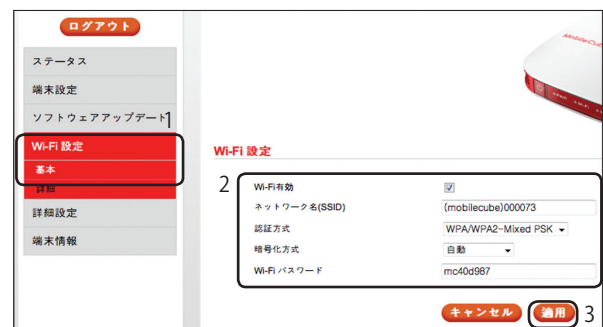 ログアウト
ステータス
端末設定
ソフトウェアアップデート
1
Wi-Fi 設定
基本
詳細
詳細設定
端末情報
Wi-Fi 設定
2
Wi-Fi有効
ネットワーク名(SSID) (mobilecube)000073
認証方式 WPA/WPA2-Mixed PSK
暗号化方式 自動
Wi-Fi パスワード mc40d987
キャンセル 適用 3